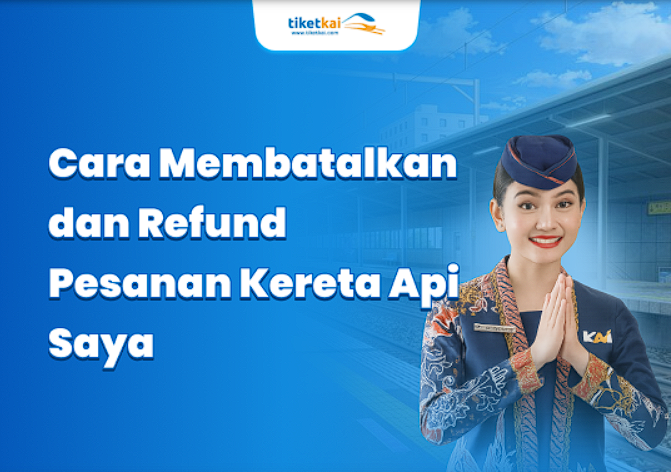 tiketkai
www.tiketkai.com
Cara Membatalkan
dan Refund
Pesanan Kereta Api
Saya
KAI